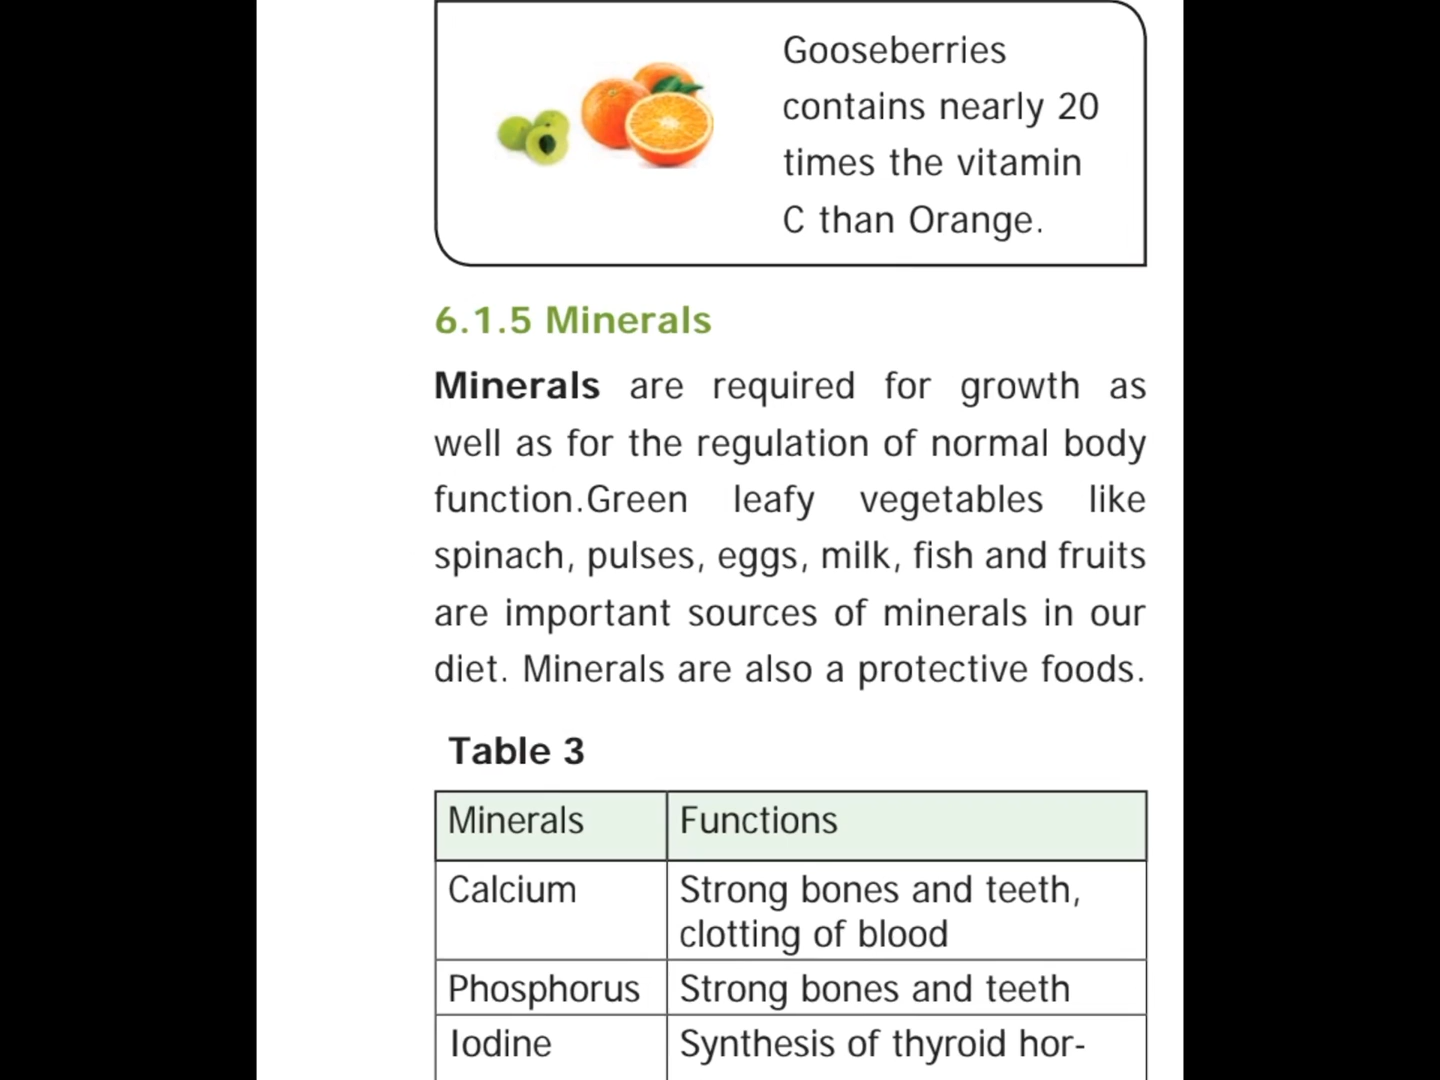 Gooseberries
contains nearly 20
times the vitamin
C than Orange.
6.1.5 Minerals
Minerals are required for growth as
well as for the regulation of normal body
function.Green leafy vegetables like
spinach, pulses, eggs, milk, fish and fruits
are important sources of minerals in our
diet. Minerals are also a protective foods.
Table 3
Minerals Functions
Calcium Strong bones and teeth,
clotting of blood
Phosphorus Strong bones and teeth
Iodine Synthesis of thyroid hor-